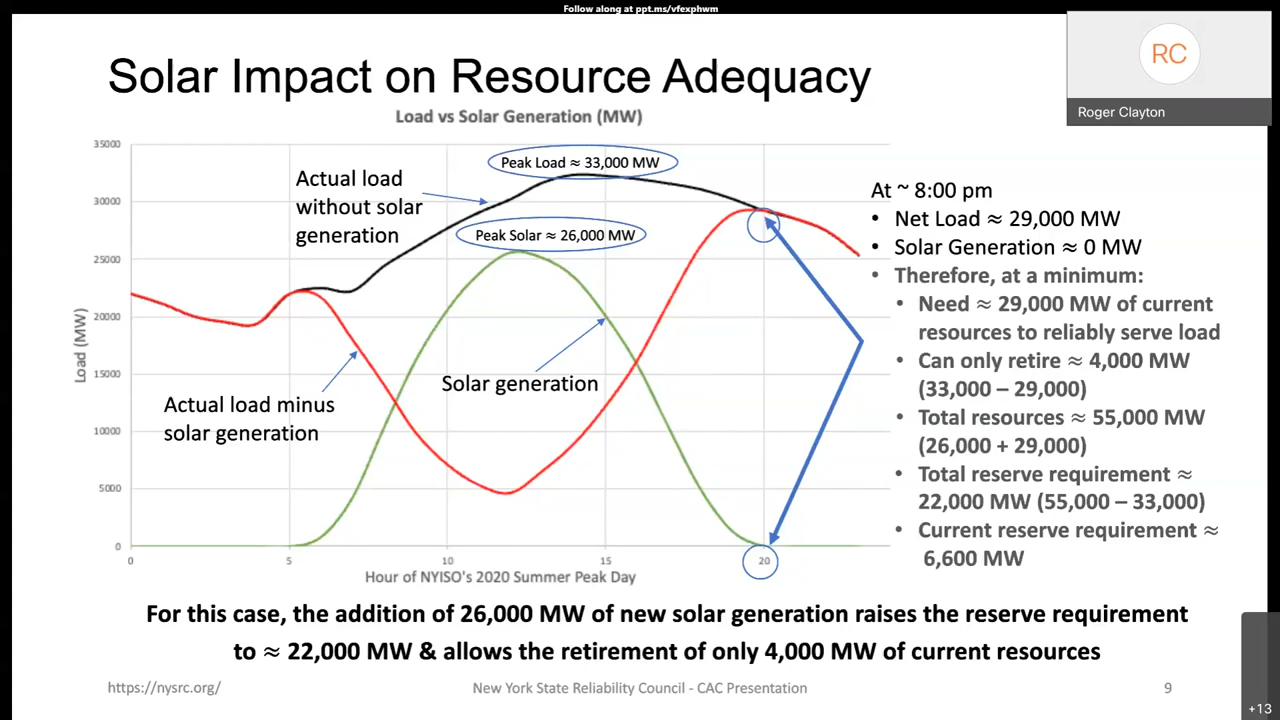 Follow along at ppt.ms/vfexphwm
RC
Roger Clayton
Solar Impact on Resource Adequacy
Load vs Solar Generation (MW)
35000
30000
25000
20000
15000
10000
5000
0
Load (MW)
Peak Load ≈ 33,000 MW
Actual load
without solar
generation
Peak Solar ≈ 26,000 MW
Solar generation
Actual load minus
solar generation
0
5
10
15
20
Hour of NYISO's 2020 Summer Peak Day
At ~ 8:00 pm
• Net Load ≈ 29,000 MW
• Solar Generation ≈ 0 MW
• Therefore, at a minimum:
• Need ≈ 29,000 MW of current
resources to reliably serve load
• Can only retire ≈ 4,000 MW
(33,000 – 29,000)
• Total resources ≈ 55,000 MW
(26,000 + 29,000)
• Total reserve requirement ≈
22,000 MW (55,000 – 33,000)
• Current reserve requirement ≈
6,600 MW
For this case, the addition of 26,000 MW of new solar generation raises the reserve requirement
to ≈ 22,000 MW & allows the retirement of only 4,000 MW of current resources
https://nysrc.org/
New York State Reliability Council - CAC Presentation
9
+13